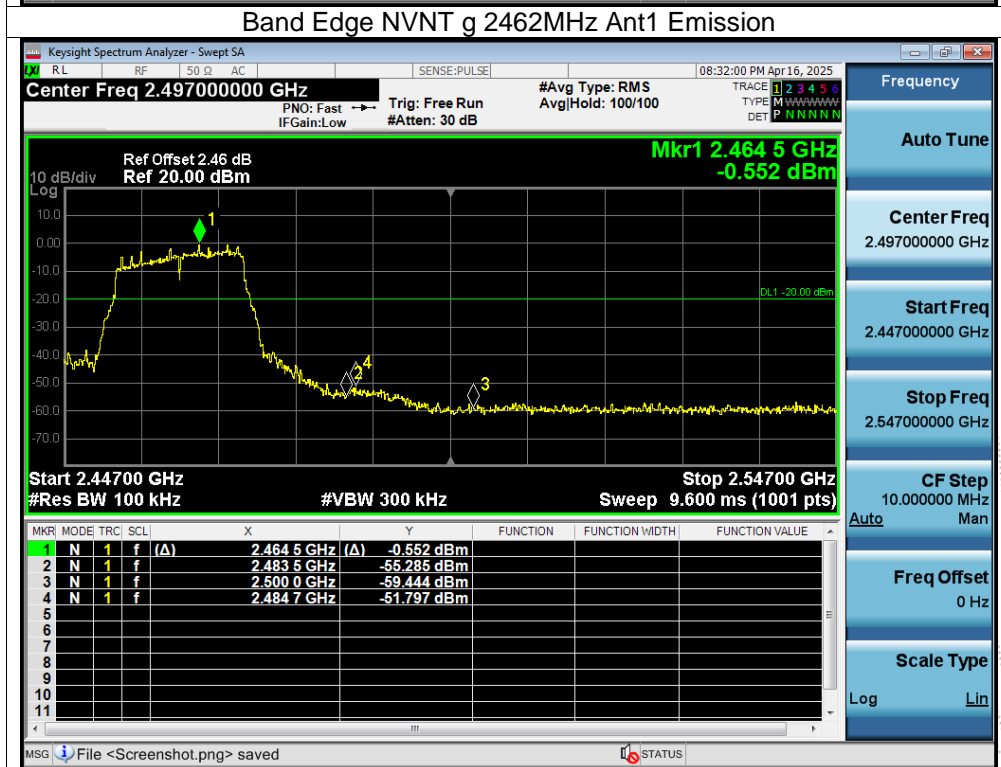 Band Edge NVNT g 2462MHz Ant1 Emission
Keysight Spectrum Analyzer - Swept SA
LXI RL RF 50 Ω AC SENSE:PULSE 08:32:00 PM Apr 16, 2025
Center Freq 2.497000000 GHz
PNO: Fast
IFGain:Low
Trig: Free Run
#Atten: 30 dB
#Avg Type: RMS
Avg|Hold: 100/100
TRACE 1 2 3 4 5 6
TYPE M W W W W W
DET P N N N N N
Mkr1 2.464 5 GHz
-0.552 dBm
Ref Offset 2.46 dB
10 dB/div Ref 20.00 dBm
Log
10.0
0.00
-10.0
-20.0
-30.0
-40.0
-50.0
-60.0
-70.0
1
2
4
3
DL1 -20.00 dBm
Start 2.44700 GHz Stop 2.54700 GHz
#Res BW 100 kHz #VBW 300 kHz Sweep 9.600 ms (1001 pts)
MKR MODE TRC SCL X Y FUNCTION FUNCTION WIDTH FUNCTION VALUE
1 N 1 f (Δ) 2.464 5 GHz (Δ) -0.552 dBm
2 N 1 f 2.483 5 GHz -55.285 dBm
3 N 1 f 2.500 0 GHz -59.444 dBm
4 N 1 f 2.484 7 GHz -51.797 dBm
5
6
7
8
9
10
11
MSG File <Screenshot.png> saved STATUS
Frequency
Auto Tune
Center Freq
2.497000000 GHz
Start Freq
2.447000000 GHz
Stop Freq
2.547000000 GHz
CF Step
10.000000 MHz
Auto Man
Freq Offset
0 Hz
Scale Type
Log Lin